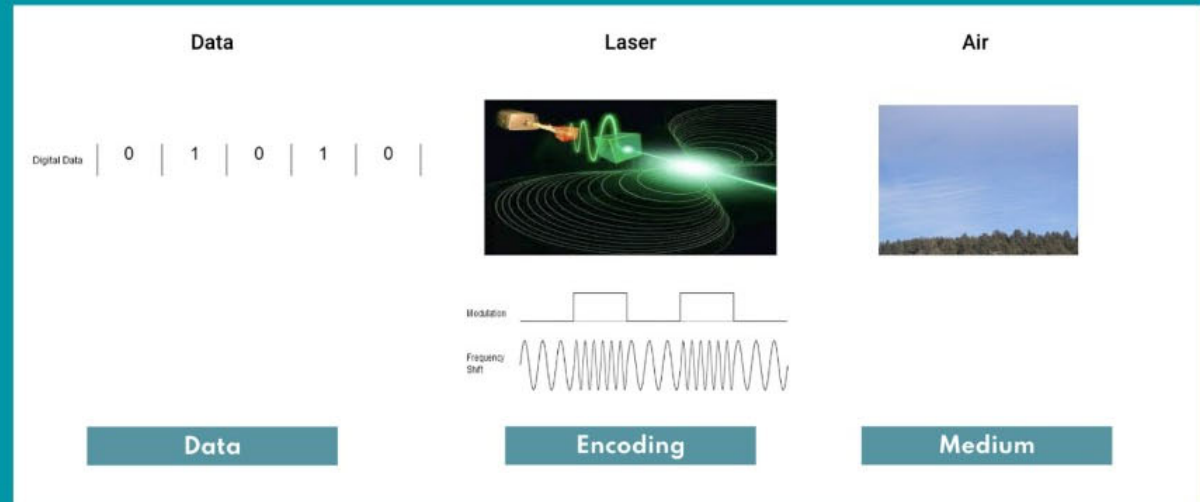 Data
Laser
Air
Digital Data 0 1 0 1 0
Modulation
Frequency
Shift
Data
Encoding
Medium